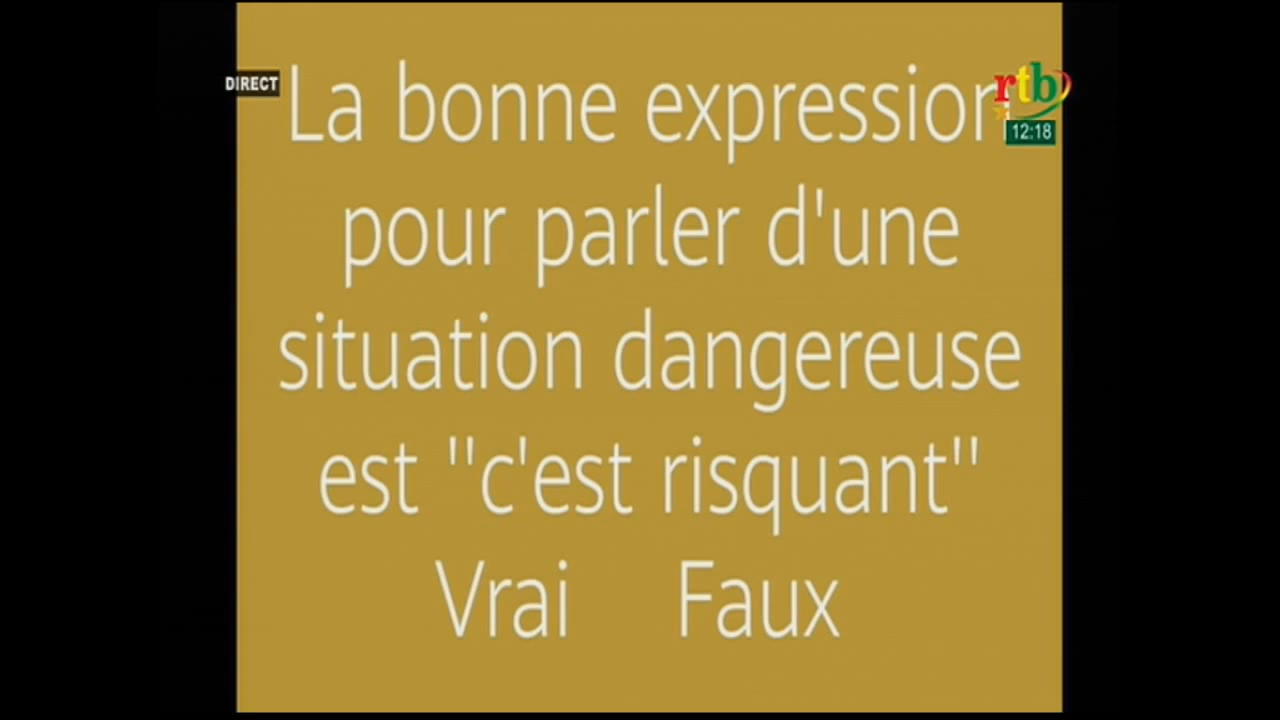 DIRECT
La bonne expression
rtb
12:18
pour parler d'une
situation dangereuse
est "c'est risquant"
Vrai Faux